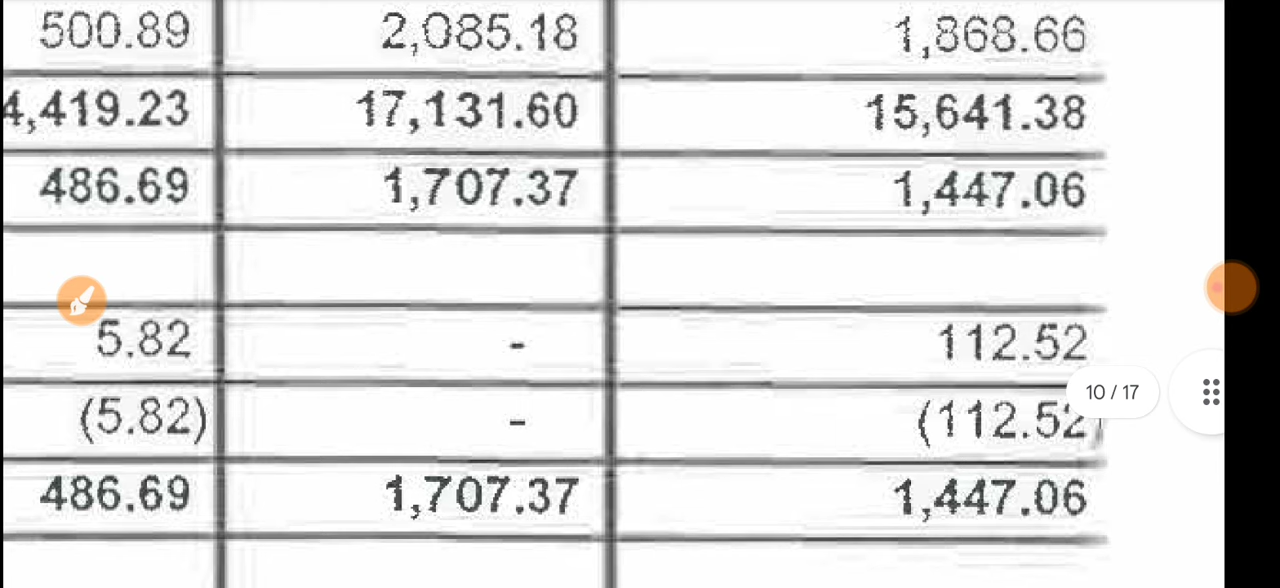 500.89 2,085.18 1,868.66
4,419.23 17,131.60 15,641.38
486.69 1,707.37 1,447.06
5.82 - 112.52
10 / 17
(5.82) - (112.52)
486.69 1,707.37 1,447.06